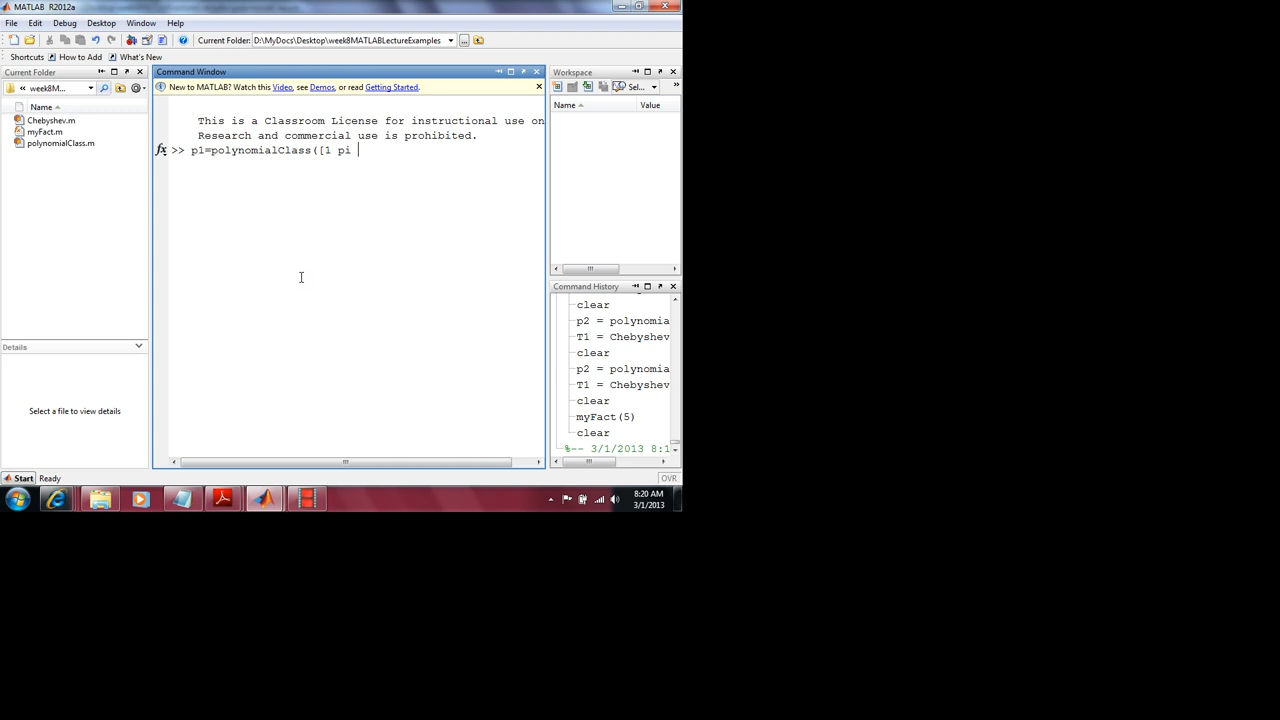 MATLAB R2012a
File Edit Debug Desktop Window Help
Current Folder: D:\MyDocs\Desktop\week8MATLABLectureExamples ...
Shortcuts How to Add What's New
Current Folder
« week8M...
Name
Chebyshev.m
myFact.m
polynomialClass.m
Details
Select a file to view details
Command Window
New to MATLAB? Watch this Video, see Demos, or read Getting Started.
This is a Classroom License for instructional use on
Research and commercial use is prohibited.
fx >> p1=polynomialClass([1 pi
Workspace
Sel... »
Name Value
Command History
clear
p2 = polynomia
T1 = Chebyshev
clear
p2 = polynomia
T1 = Chebyshev
clear
myFact(5)
clear
%-- 3/1/2013 8:1
Start Ready OVR
8:20 AM
3/1/2013